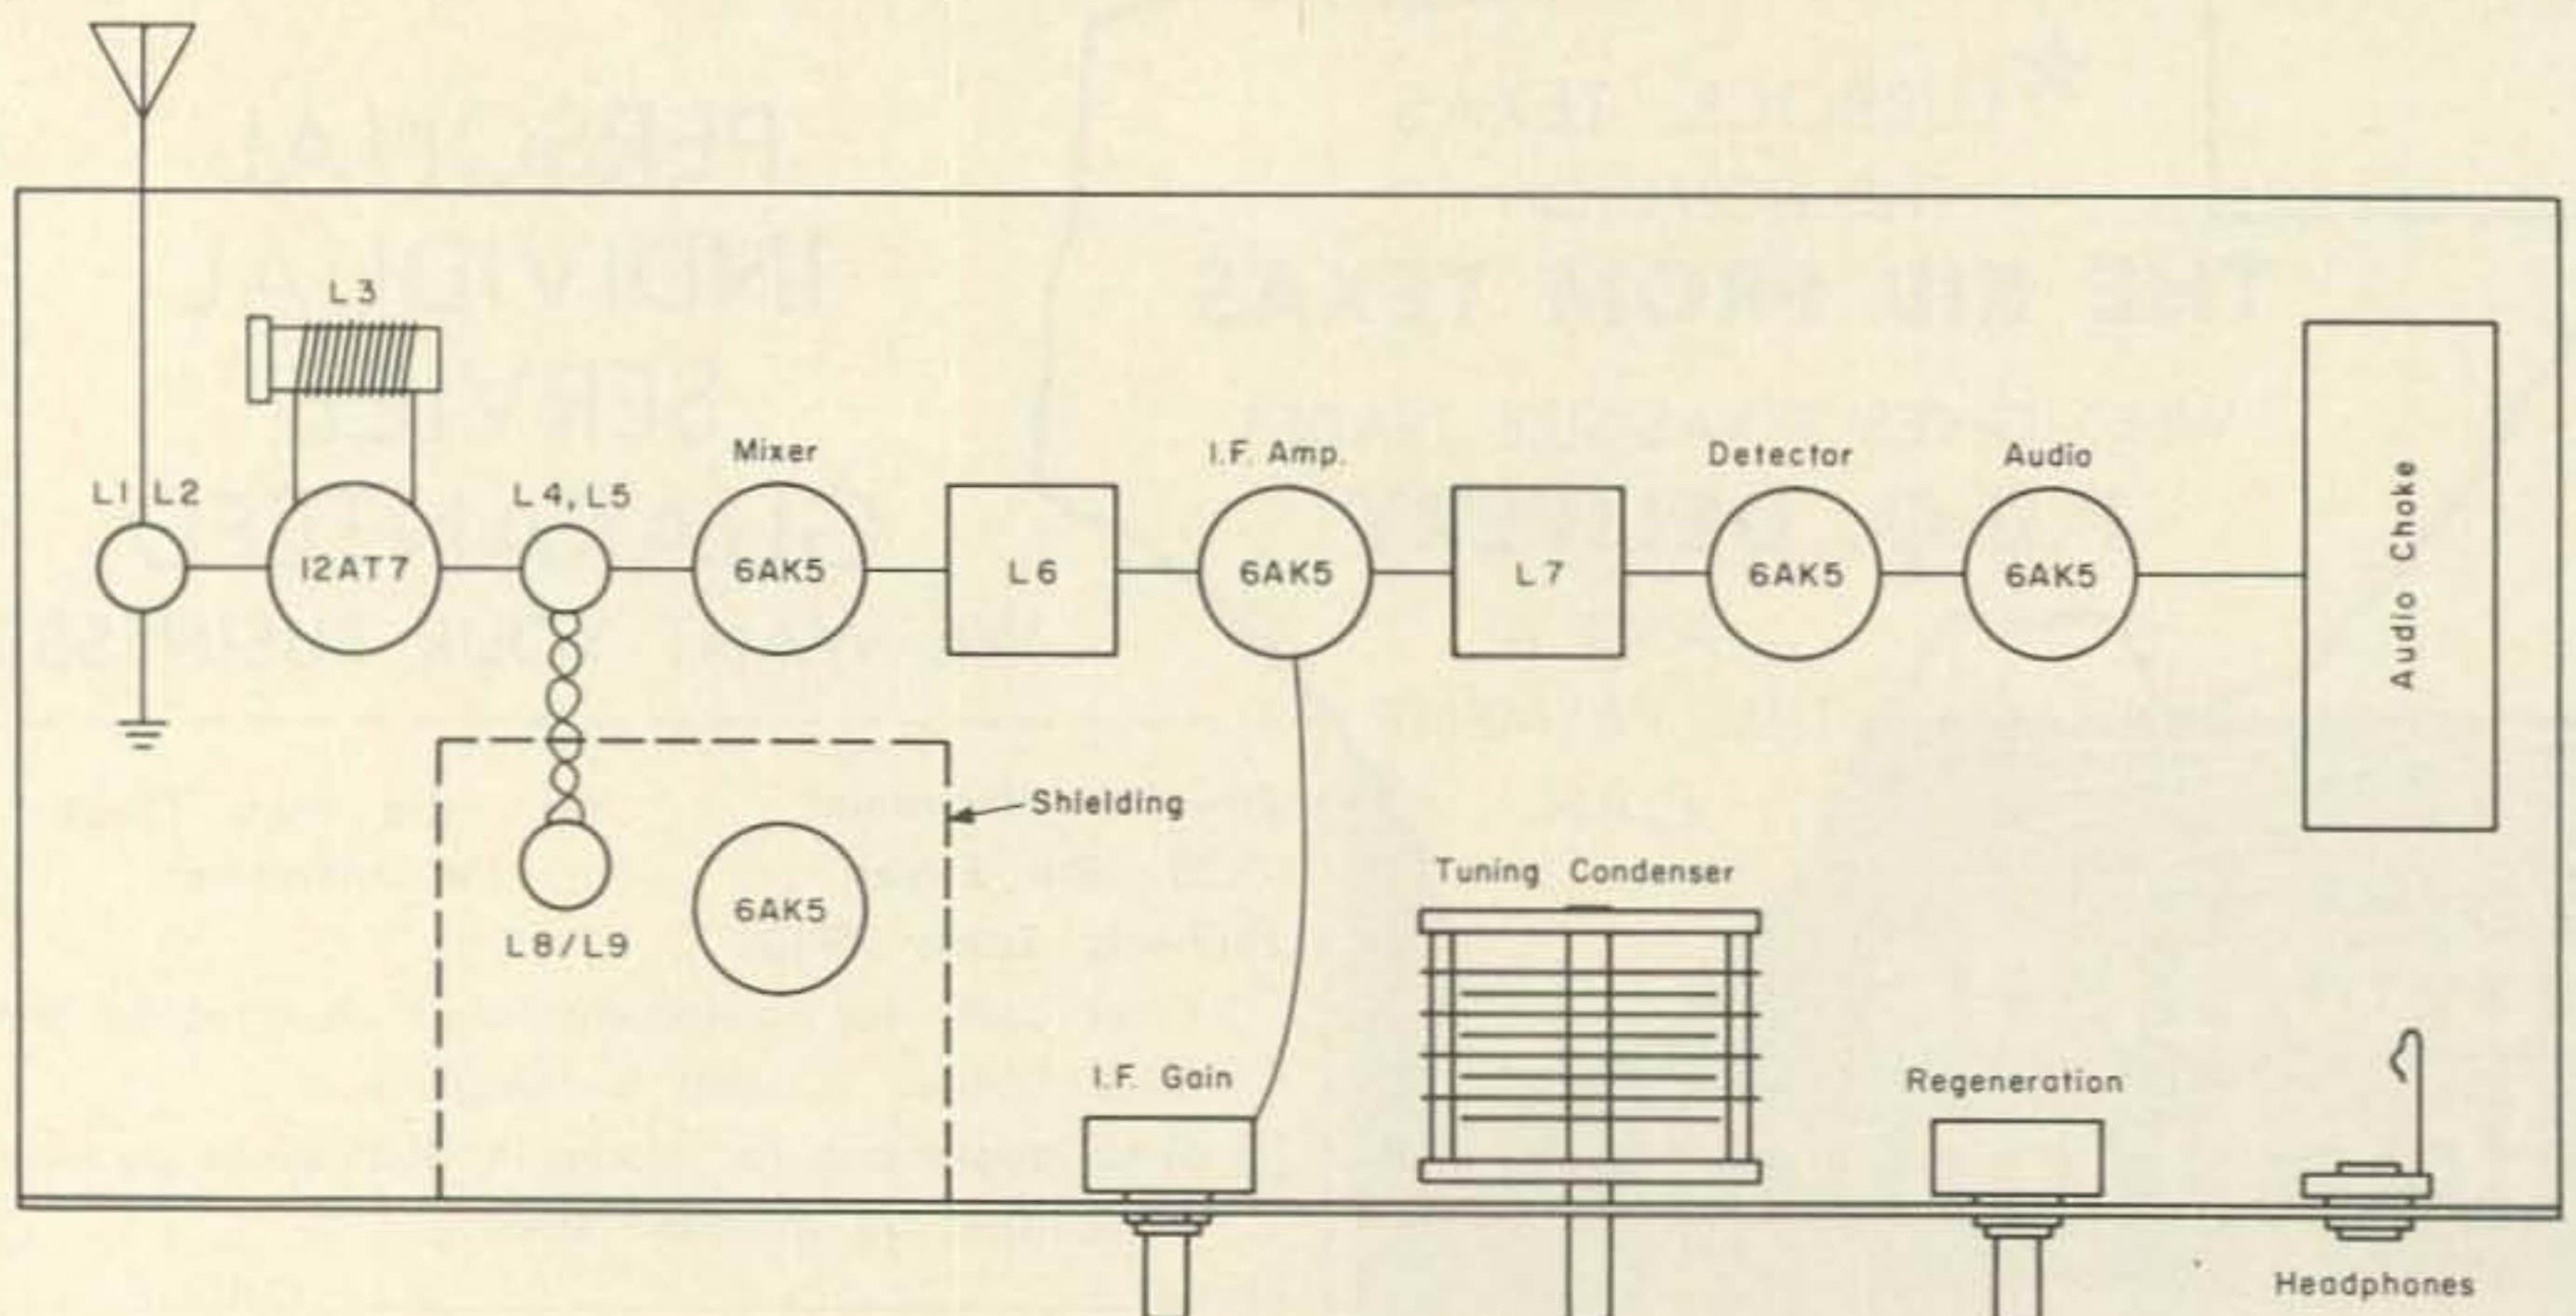 L3
Mixer
I.F. Amp.
Detector
Audio
L1 L2
L4, L5
12AT7
6AK5
L6
6AK5
L7
6AK5
6AK5
Audio Choke
Shielding
Tuning Condenser
6AK5
L8/L9
I.F. Gain
Regeneration
Headphones